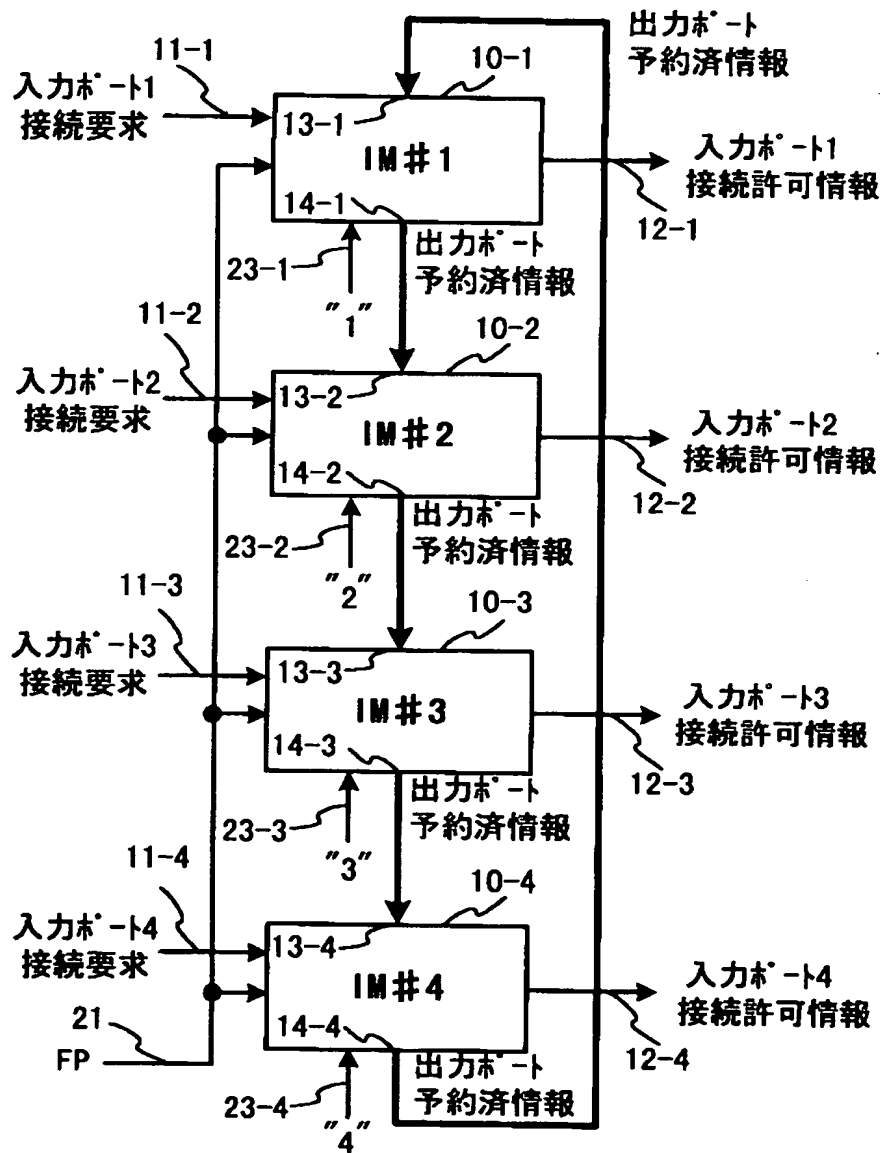 出力ポート
予約済情報
11-1
10-1
入力ポート1
接続要求
13-1
IM#1
入力ポート1
接続許可情報
14-1
12-1
23-1
出力ポート
予約済情報
"1"
11-2
10-2
入力ポート2
接続要求
13-2
IM#2
入力ポート2
接続許可情報
14-2
12-2
23-2
出力ポート
予約済情報
"2"
11-3
10-3
入力ポート3
接続要求
13-3
IM#3
入力ポート3
接続許可情報
14-3
12-3
23-3
出力ポート
予約済情報
"3"
11-4
10-4
入力ポート4
接続要求
13-4
IM#4
入力ポート4
接続許可情報
14-4
12-4
21
FP
23-4
出力ポート
予約済情報
"4"